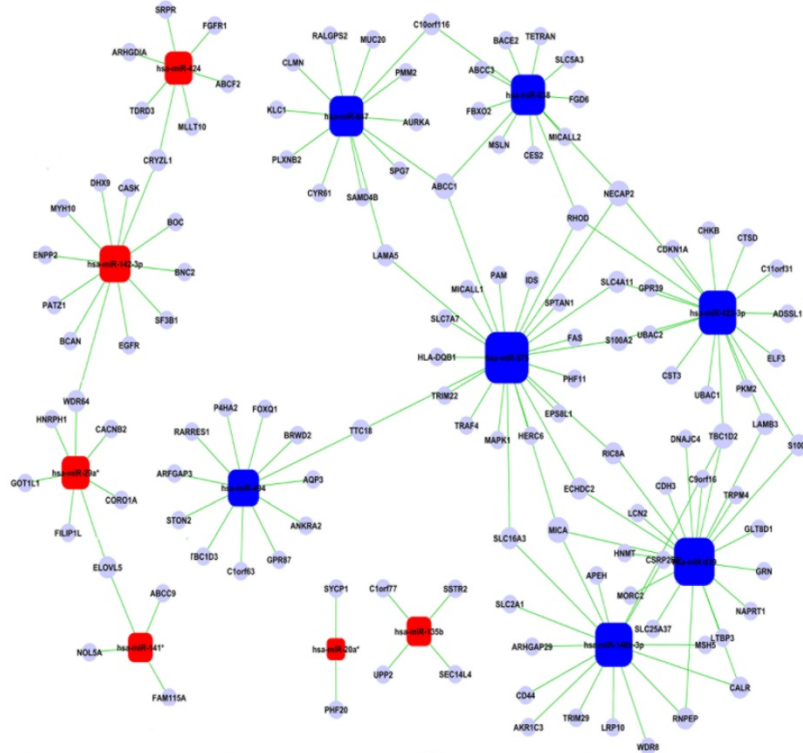 SRPR
FGFR1
ARHGDIA
hsa-miR-424
ABCF2
TDRD3
MLLT10
CRYZL1
DHX9
CASK
MYH10
BOC
ENPP2
hsa-miR-142-3p
BNC2
PATZ1
SF3B1
BCAN
EGFR
WDR64
HNRPH1
CACNB2
GOT1L1
CORO1A
FILIP1L
ELOVL5
ABCC9
hsa-miR-141*
NOL5A
FAM115A
RALGPS2
MUC20
C10orf116
CLMN
PMM2
KLC1
AURKA
PLXNB2
SPG7
CYR61
SAMD4B
ABCC1
LAMA5
BACE2
TETRAN
SLC5A3
ABCC3
FBXO2
FGD6
MSLN
MICALL2
CES2
NECAP2
RHOD
CHKB
CTSD
CDKN1A
C11orf31
SLC4A11
GPR39
ADSSL1
S100A2
UBAC2
ELF3
CST3
UBAC1
PKM2
MICALL1
PAM
IDS
SPTAN1
SLC7A7
FAS
HLA-DQB1
PHF11
TRIM22
EPS8L1
TRAF4
MAPK1
HERC6
TTC18
P4HA2
FOXQ1
RARRES1
BRWD2
ARFGAP3
AQP3
STON2
ANKRA2
TBC1D3
GPR87
C1orf63
RIC8A
DNAJC4
TBC1D2
LAMB3
S100
ECHDC2
CDH3
C9orf16
TRPM4
LCN2
GLT8D1
MICA
SLC16A3
HNMT
GRN
MORC2
NAPRT1
SLC25A37
LTBP3
MSH5
CALR
RNPEP
APEH
SLC2A1
ARHGAP29
CD44
AKR1C3
TRIM29
LRP10
WDR8
SYCP1
hsa-miR-20a*
PHF20
C1orf77
SSTR2
hsa-miR-135b
UPP2
SEC14L4